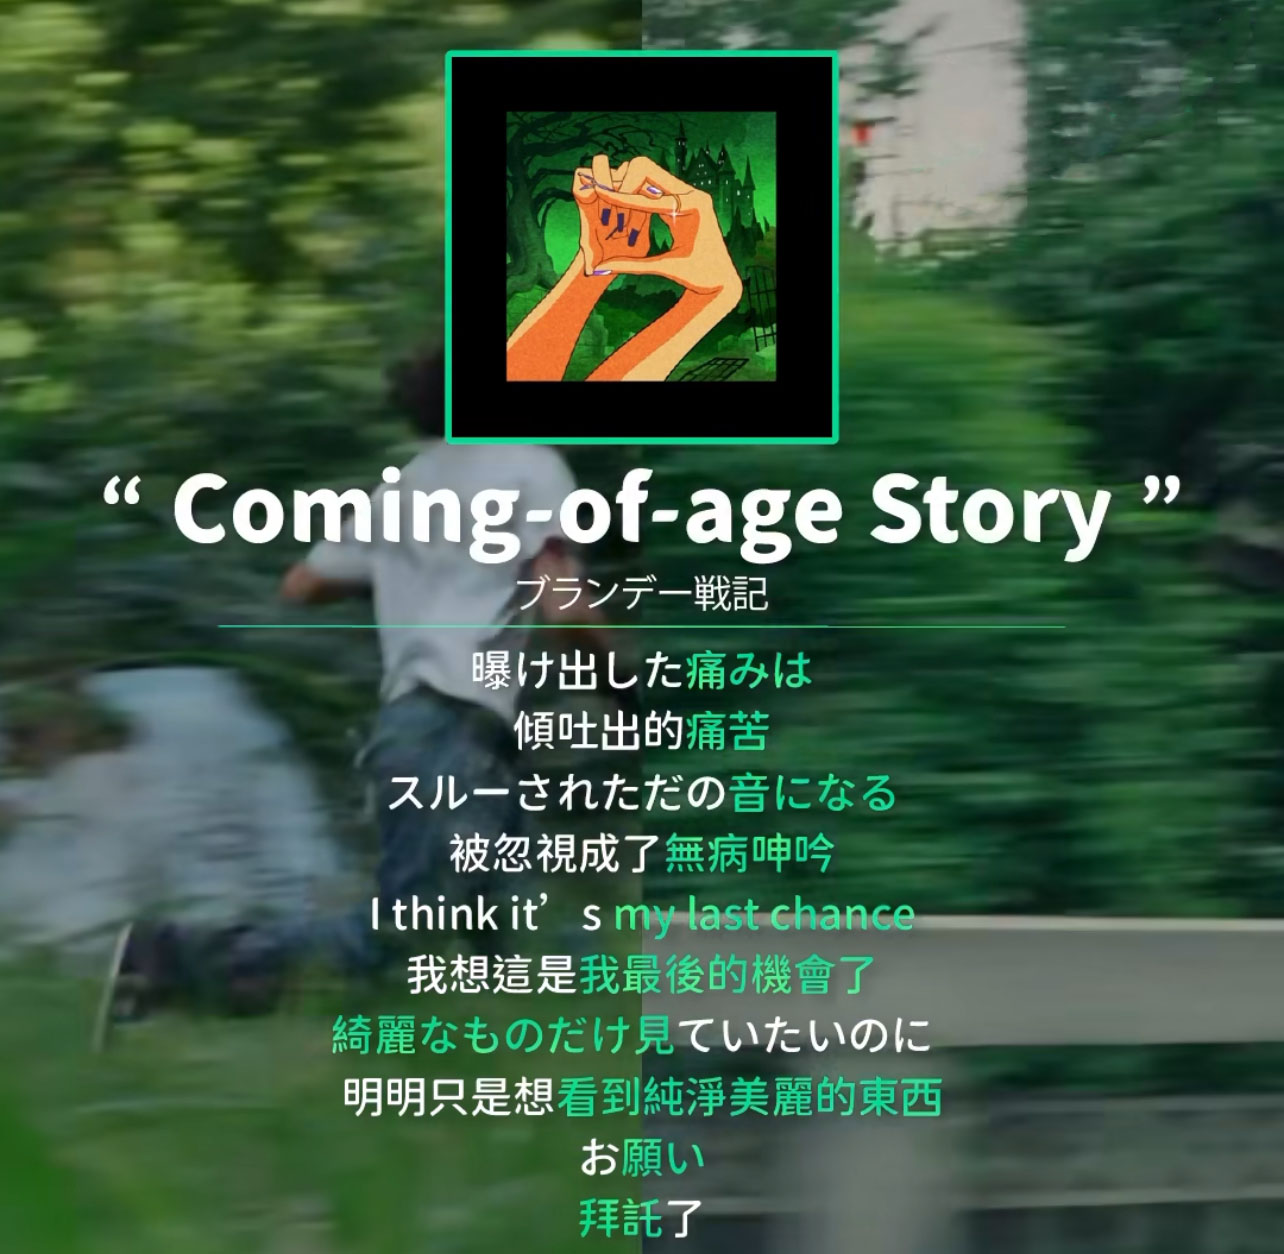 “ Coming-of-age Story ”
ブランデー戦記
曝け出した痛みは
傾吐出的痛苦
スルーされただの音になる
被忽視成了無病呻吟
I think it’s my last chance
我想這是我最後的機會了
綺麗なものだけ見ていたいのに
明明只是想看到純淨美麗的東西
お願い
拜託了